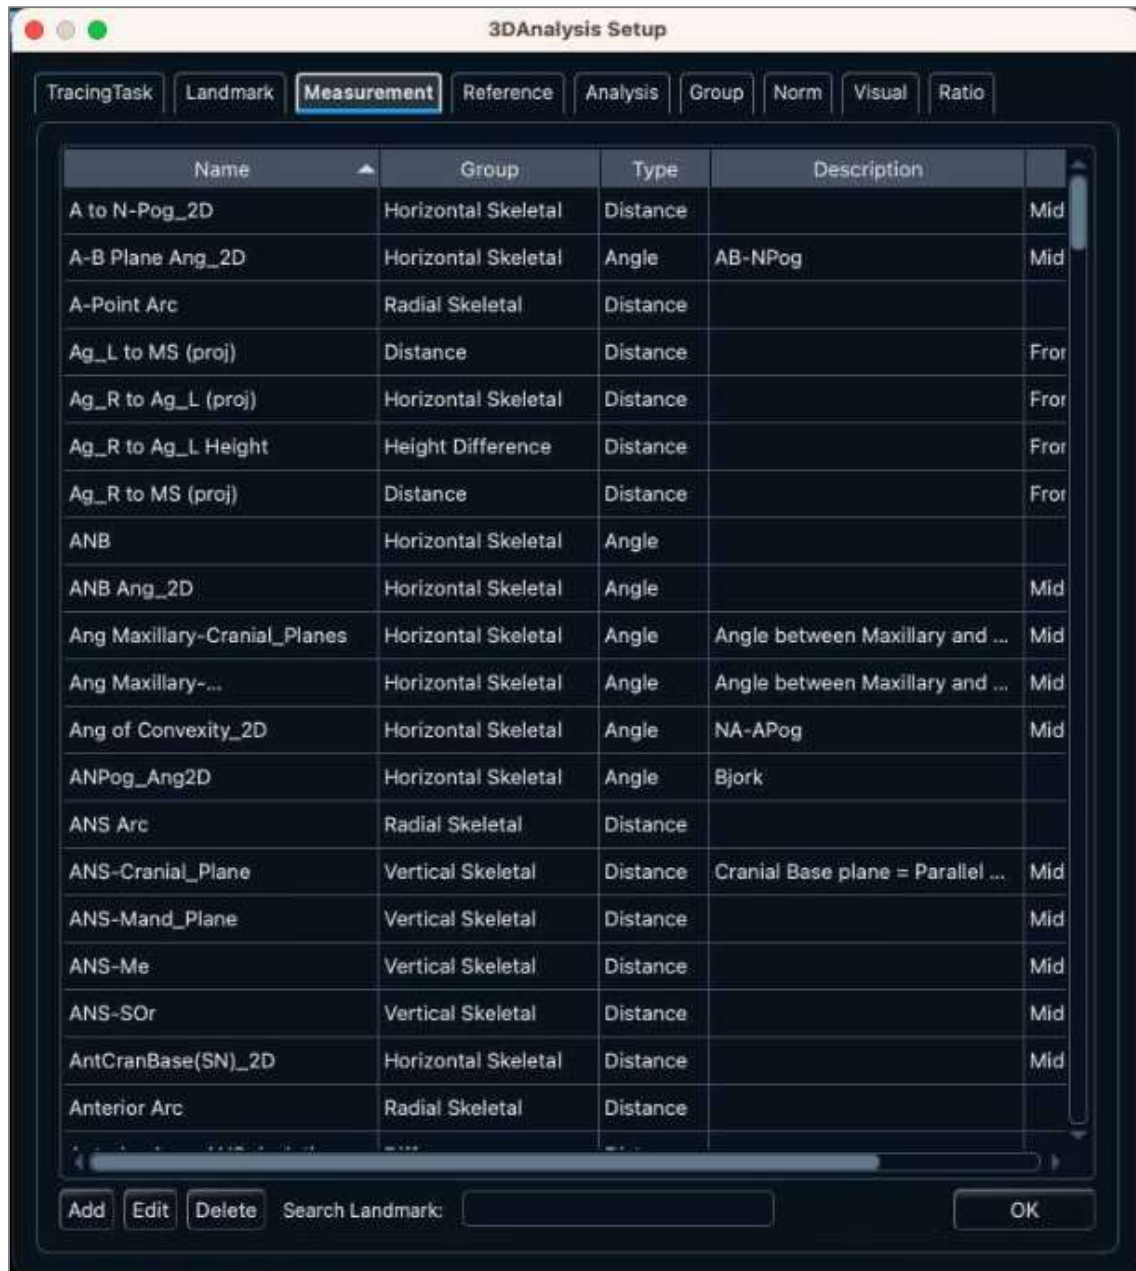 3DAnalysis Setup
TracingTask Landmark Measurement Reference Analysis Group Norm Visual Ratio
Name Group Type Description
A to N-Pog_2D Horizontal Skeletal Distance Mid
A-B Plane Ang_2D Horizontal Skeletal Angle AB-NPog Mid
A-Point Arc Radial Skeletal Distance
Ag_L to MS (proj) Distance Distance Fror
Ag_R to Ag_L (proj) Horizontal Skeletal Distance Fror
Ag_R to Ag_L Height Height Difference Distance Fror
Ag_R to MS (proj) Distance Distance Fror
ANB Horizontal Skeletal Angle
ANB Ang_2D Horizontal Skeletal Angle Mid
Ang Maxillary-Cranial_Planes Horizontal Skeletal Angle Angle between Maxillary and ... Mid
Ang Maxillary-... Horizontal Skeletal Angle Angle between Maxillary and ... Mid
Ang of Convexity_2D Horizontal Skeletal Angle NA-APog Mid
ANPog_Ang2D Horizontal Skeletal Angle Bjork
ANS Arc Radial Skeletal Distance
ANS-Cranial_Plane Vertical Skeletal Distance Cranial Base plane = Parallel ... Mid
ANS-Mand_Plane Vertical Skeletal Distance Mid
ANS-Me Vertical Skeletal Distance Mid
ANS-SOr Vertical Skeletal Distance Mid
AntCranBase(SN)_2D Horizontal Skeletal Distance Mid
Anterior Arc Radial Skeletal Distance
Add Edit Delete Search Landmark: OK